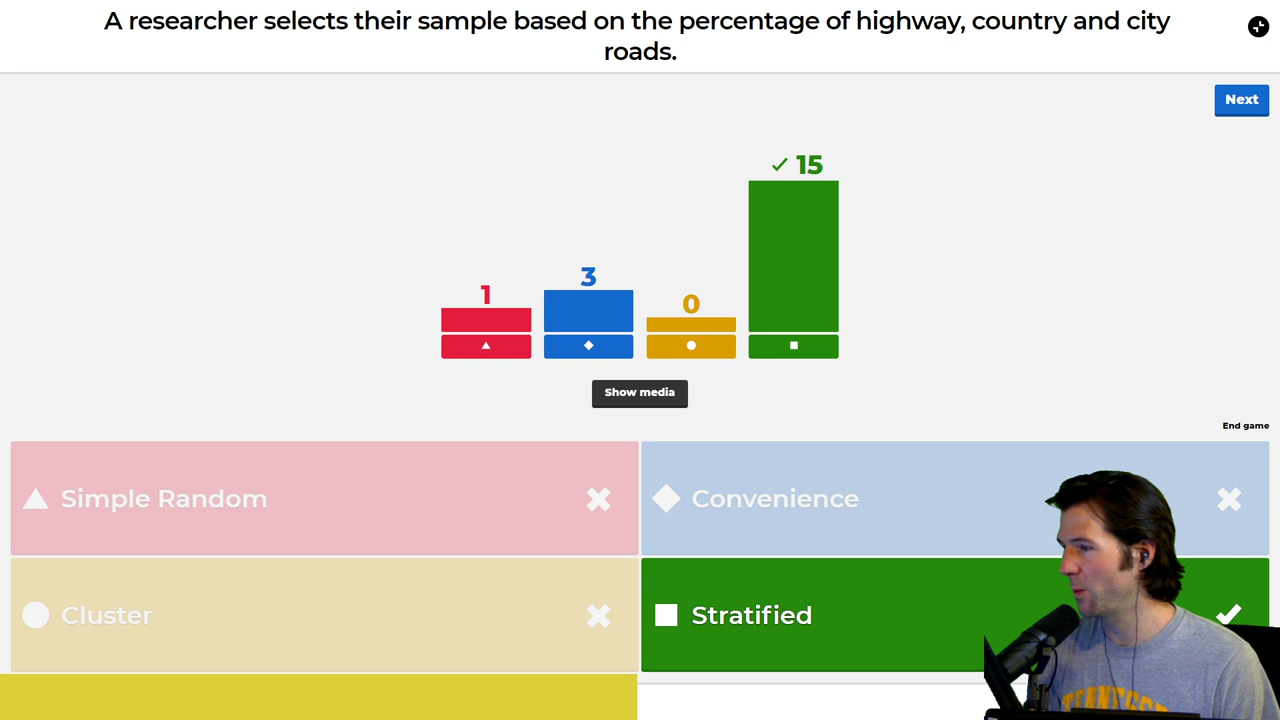 A researcher selects their sample based on the percentage of highway, country and city
roads.
Next
15
3
1
0
Show media
End game
Simple Random
Convenience
Cluster
Stratified